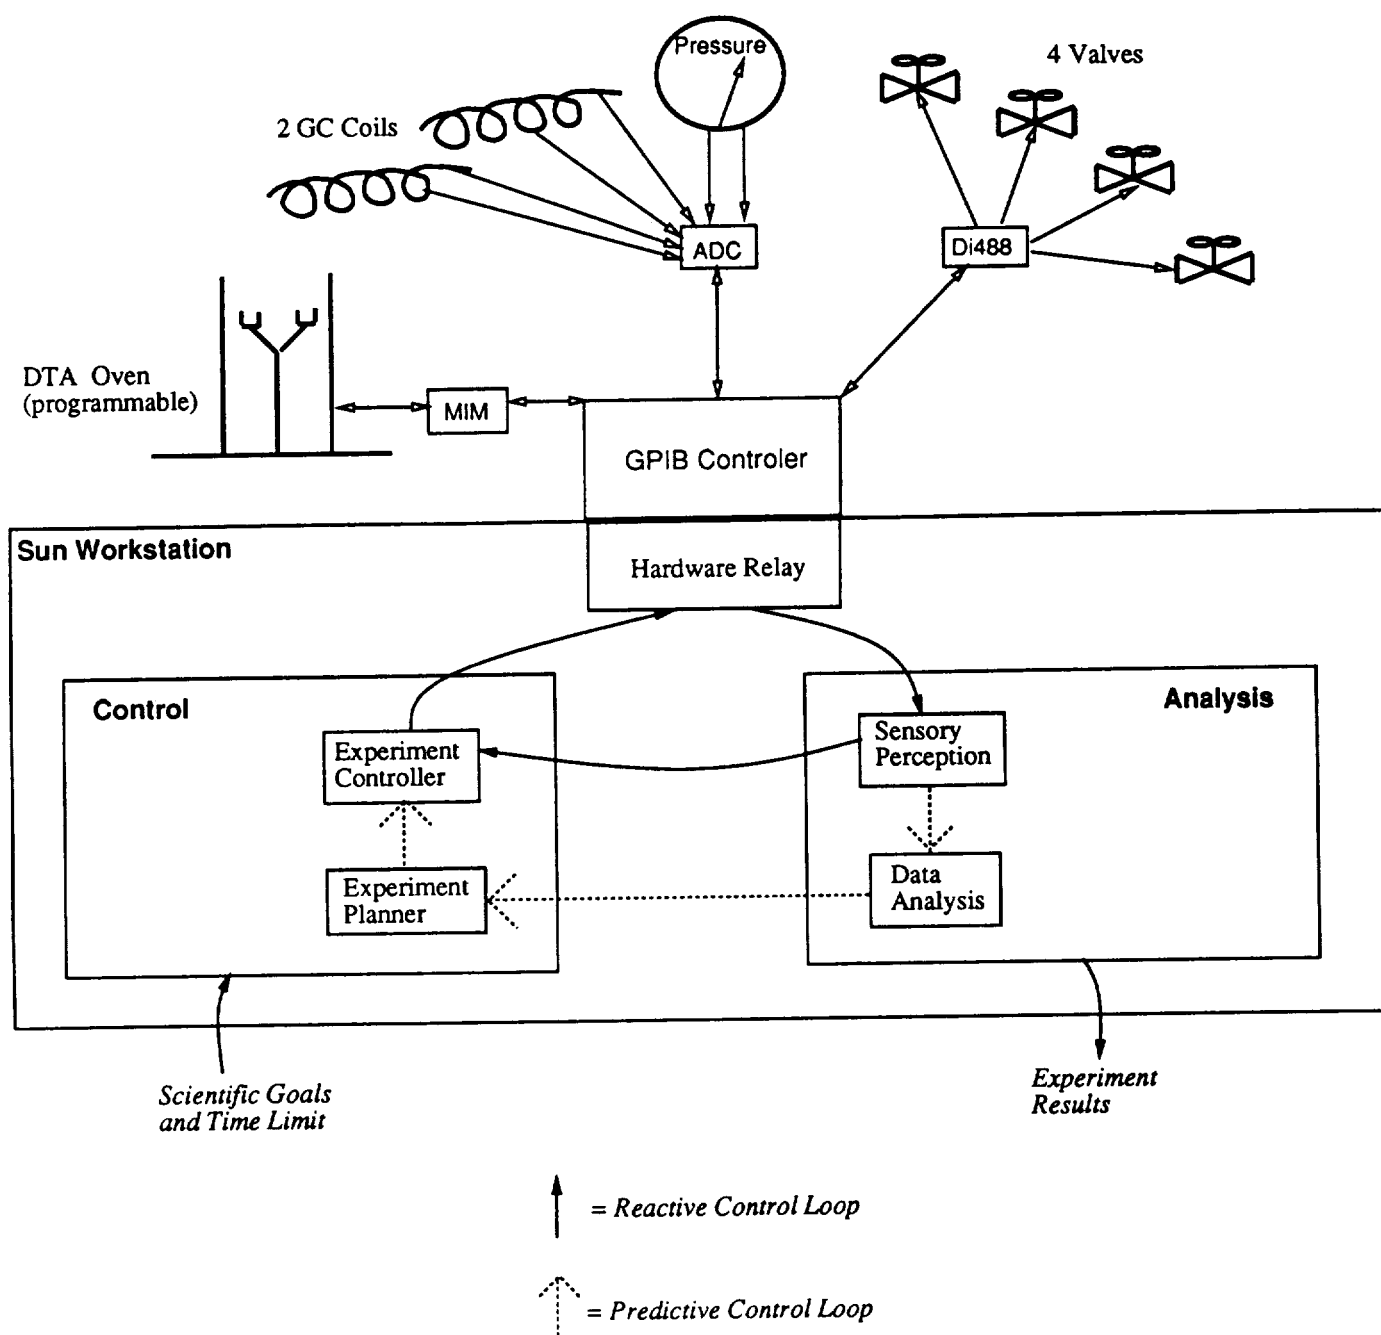 Pressure
4 Valves
2 GC Coils
ADC
Di488
DTA Oven
(programmable)
MIM
GPIB Controler
Sun Workstation
Hardware Relay
Control
Analysis
Experiment
Controller
Sensory
Perception
Experiment
Planner
Data
Analysis
Scientific Goals
and Time Limit
Experiment
Results
= Reactive Control Loop
= Predictive Control Loop